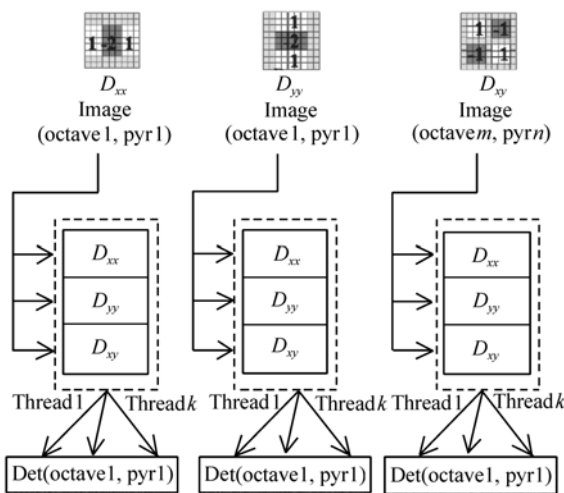 1 -2 1
1
-2
1
1 -1
-1 1
Dxx
Dyy
Dxy
Image
(octave1, pyr1)
Image
(octave1, pyr1)
Image
(octavem, pyrn)
Dxx
Dyy
Dxy
Dxx
Dyy
Dxy
Dxx
Dyy
Dxy
Thread1 Threadk
Thread1 Threadk
Thread1 Threadk
Det(octave1, pyr1)
Det(octave1, pyr1)
Det(octave1, pyr1)